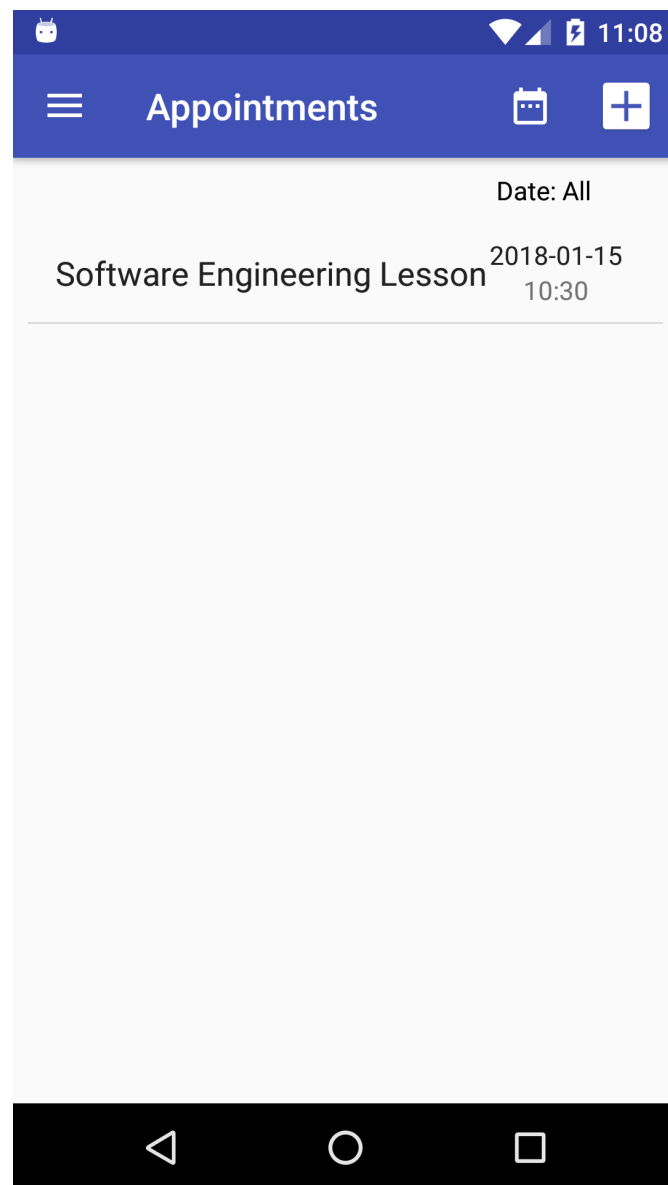 11:08
Appointments
Date: All
Software Engineering Lesson
2018-01-15
10:30